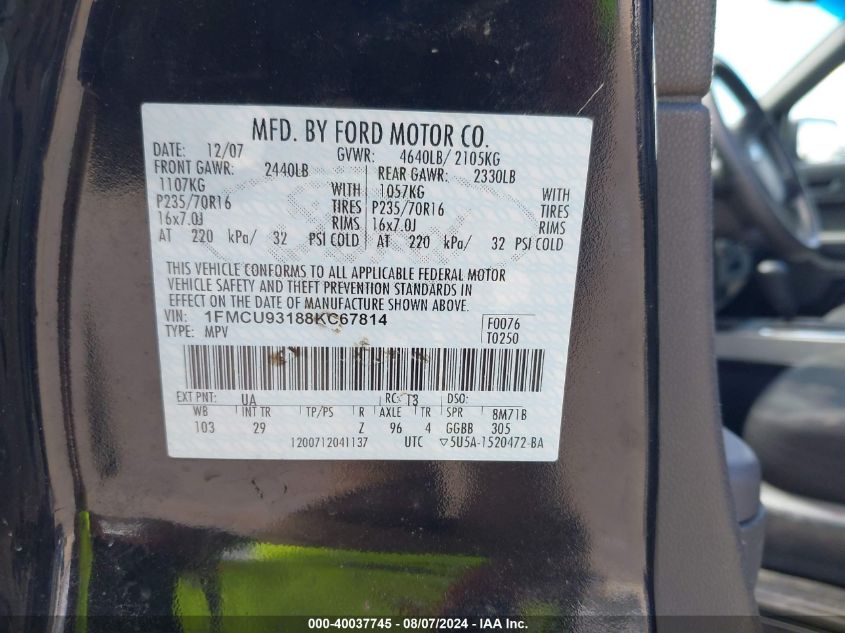 MFD. BY FORD MOTOR CO.
DATE: 12/07 GVWR: 4640LB/ 2105KG
FRONT GAWR: 2440LB REAR GAWR: 2330LB
1107KG WITH 1057KG WITH
P235/70R16 TIRES P235/70R16 TIRES
16x7.0J RIMS 16x7.0J RIMS
AT 220 kPa/ 32 PSI COLD AT 220 kPa/ 32 PSI COLD
THIS VEHICLE CONFORMS TO ALL APPLICABLE FEDERAL MOTOR
VEHICLE SAFETY AND THEFT PREVENTION STANDARDS IN
EFFECT ON THE DATE OF MANUFACTURE SHOWN ABOVE.
VIN: 1FMCU93188KC67814 F0076
TYPE: MPV T0250
EXT PNT: UA RC: T3 DSO:
WB INT TR TP/PS R AXLE TR SPR 8M71B
103 29 Z 96 4 GGBB 305
1200712041137 UTC ▽5U5A-1520472-BA
000-40037745 - 08/07/2024 - IAA Inc.